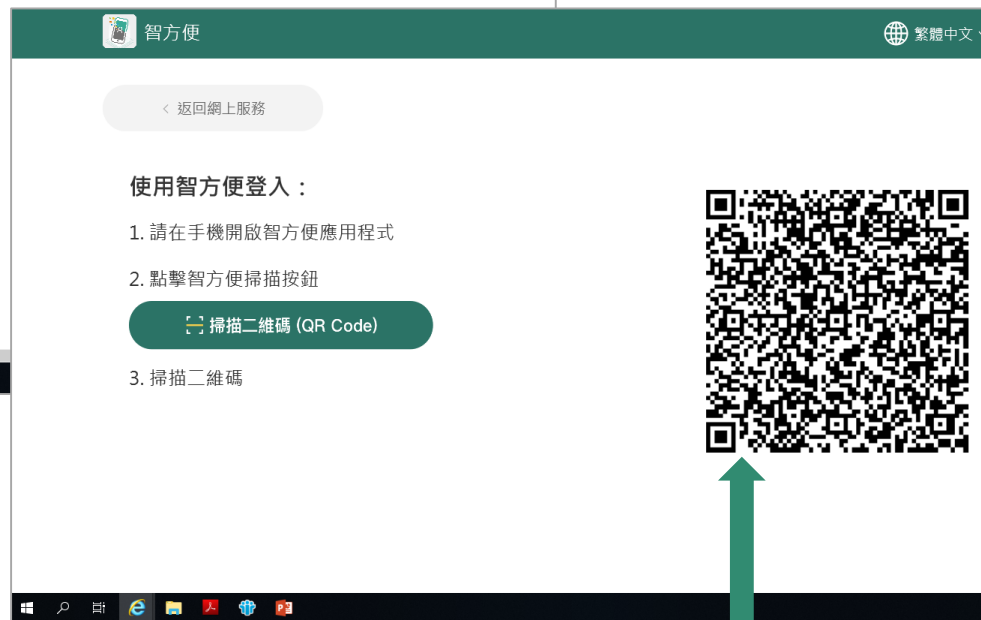 智方便
繁體中文
< 返回網上服務
使用智方便登入：
1. 請在手機開啟智方便應用程式
2. 點擊智方便掃描按鈕
掃描二維碼 (QR Code)
3. 掃描二維碼